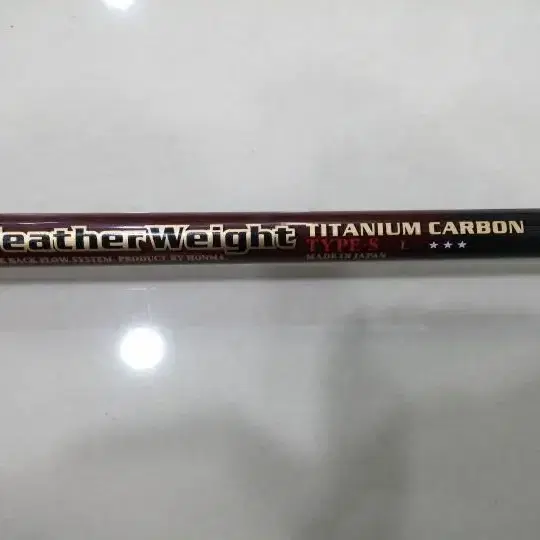 eatherWeight TITANIUM CARBON
TYPE-S L ★★★
BACK FLOW SYSTEM. PRODUCT BY HONMA MADE IN JAPAN